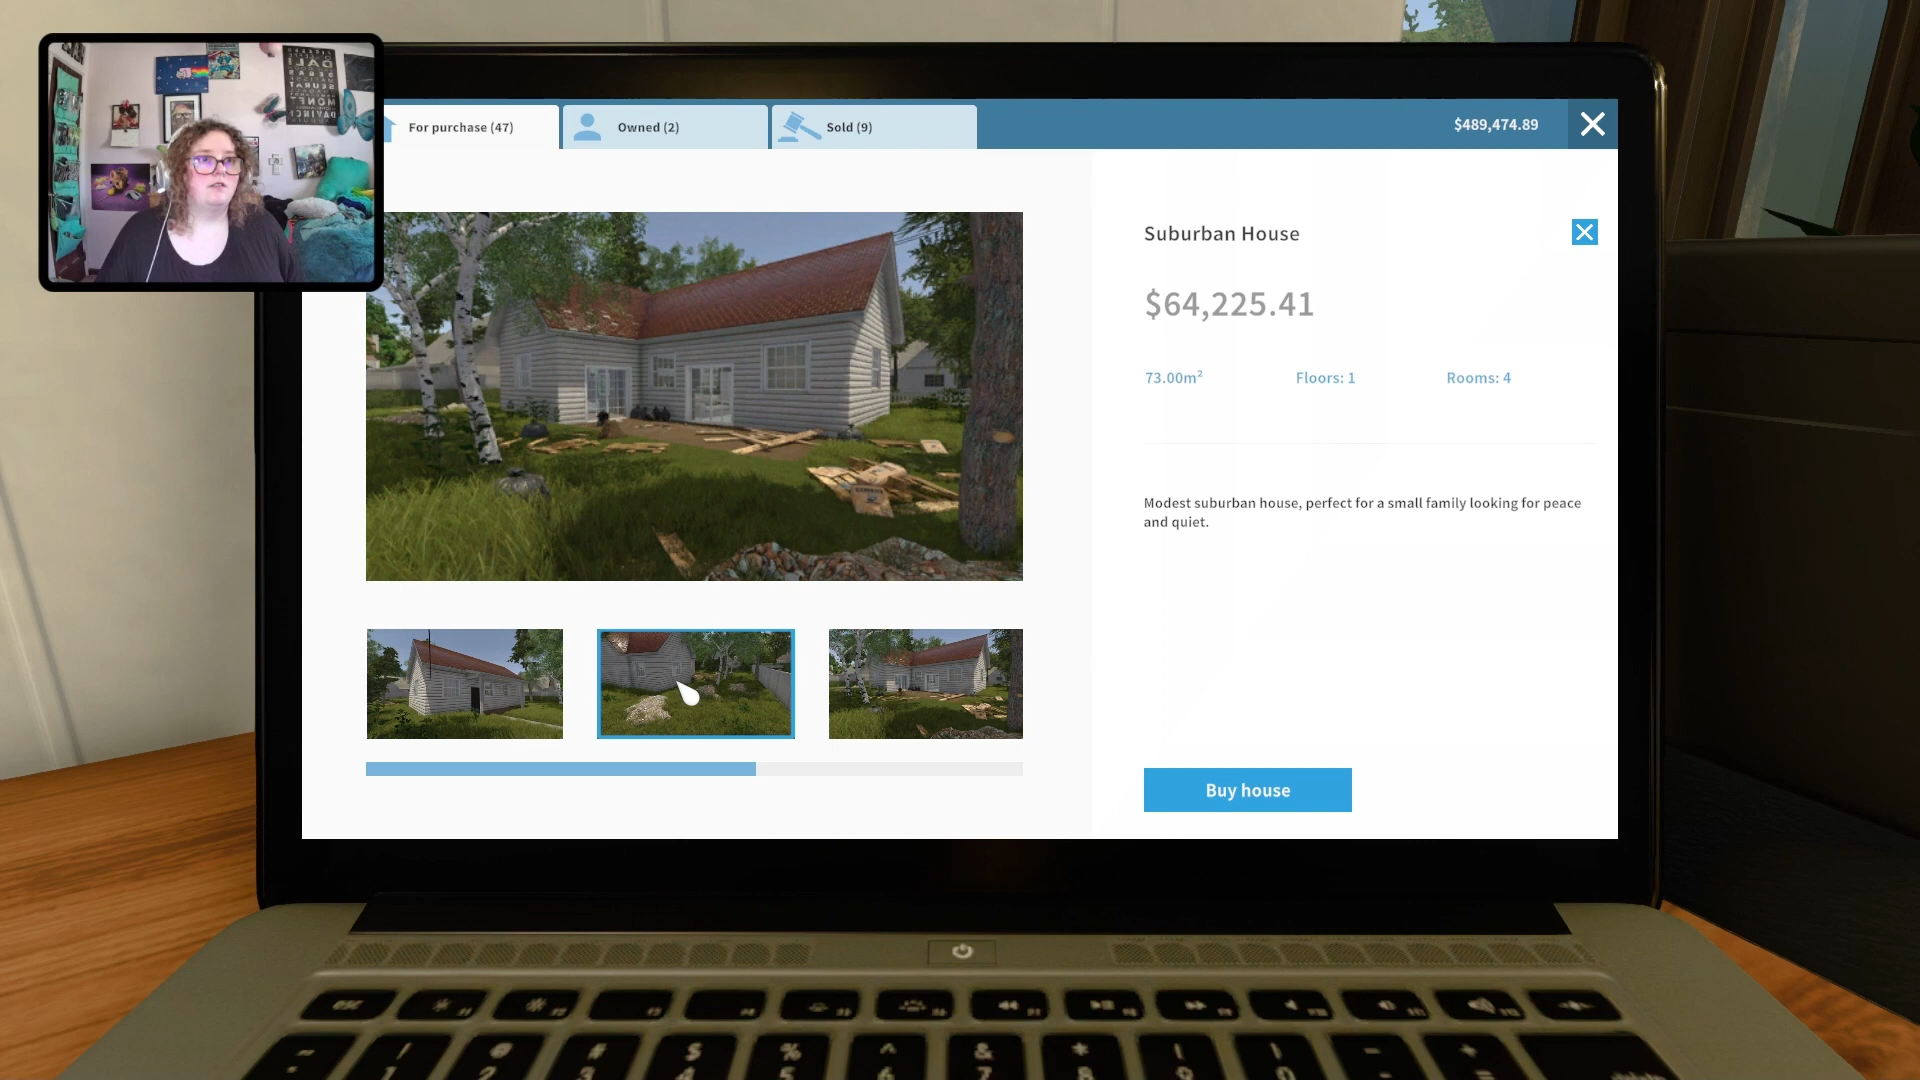 For purchase (47)
Owned (2)
Sold (9)
$489,474.89
Suburban House
$64,225.41
73.00m²
Floors: 1
Rooms: 4
Modest suburban house, perfect for a small family looking for peace
and quiet.
Buy house
esc